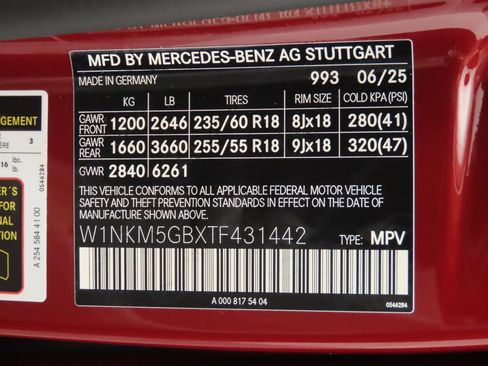 MFD BY MERCEDES-BENZ AG STUTTGART
MADE IN GERMANY 993 06/25
KG LB TIRES RIM SIZE COLD KPA (PSI)
GAWR FRONT 1200 2646 235/60 R18 8Jx18 280(41)
GAWR REAR 1660 3660 255/55 R18 9Jx18 320(47)
GVWR 2840 6261
THIS VEHICLE CONFORMS TO ALL APPLICABLE FEDERAL MOTOR VEHICLE
SAFETY AND THEFT PREVENTION STANDARDS IN EFFECT ON THE DATE OF
MANUFACTURE SHOWN ABOVE.
W1NKM5GBXTF431442 TYPE: MPV
A 000 817 54 04
0546284
3
lbs.
lb.
0546284
A 254 584 41 00